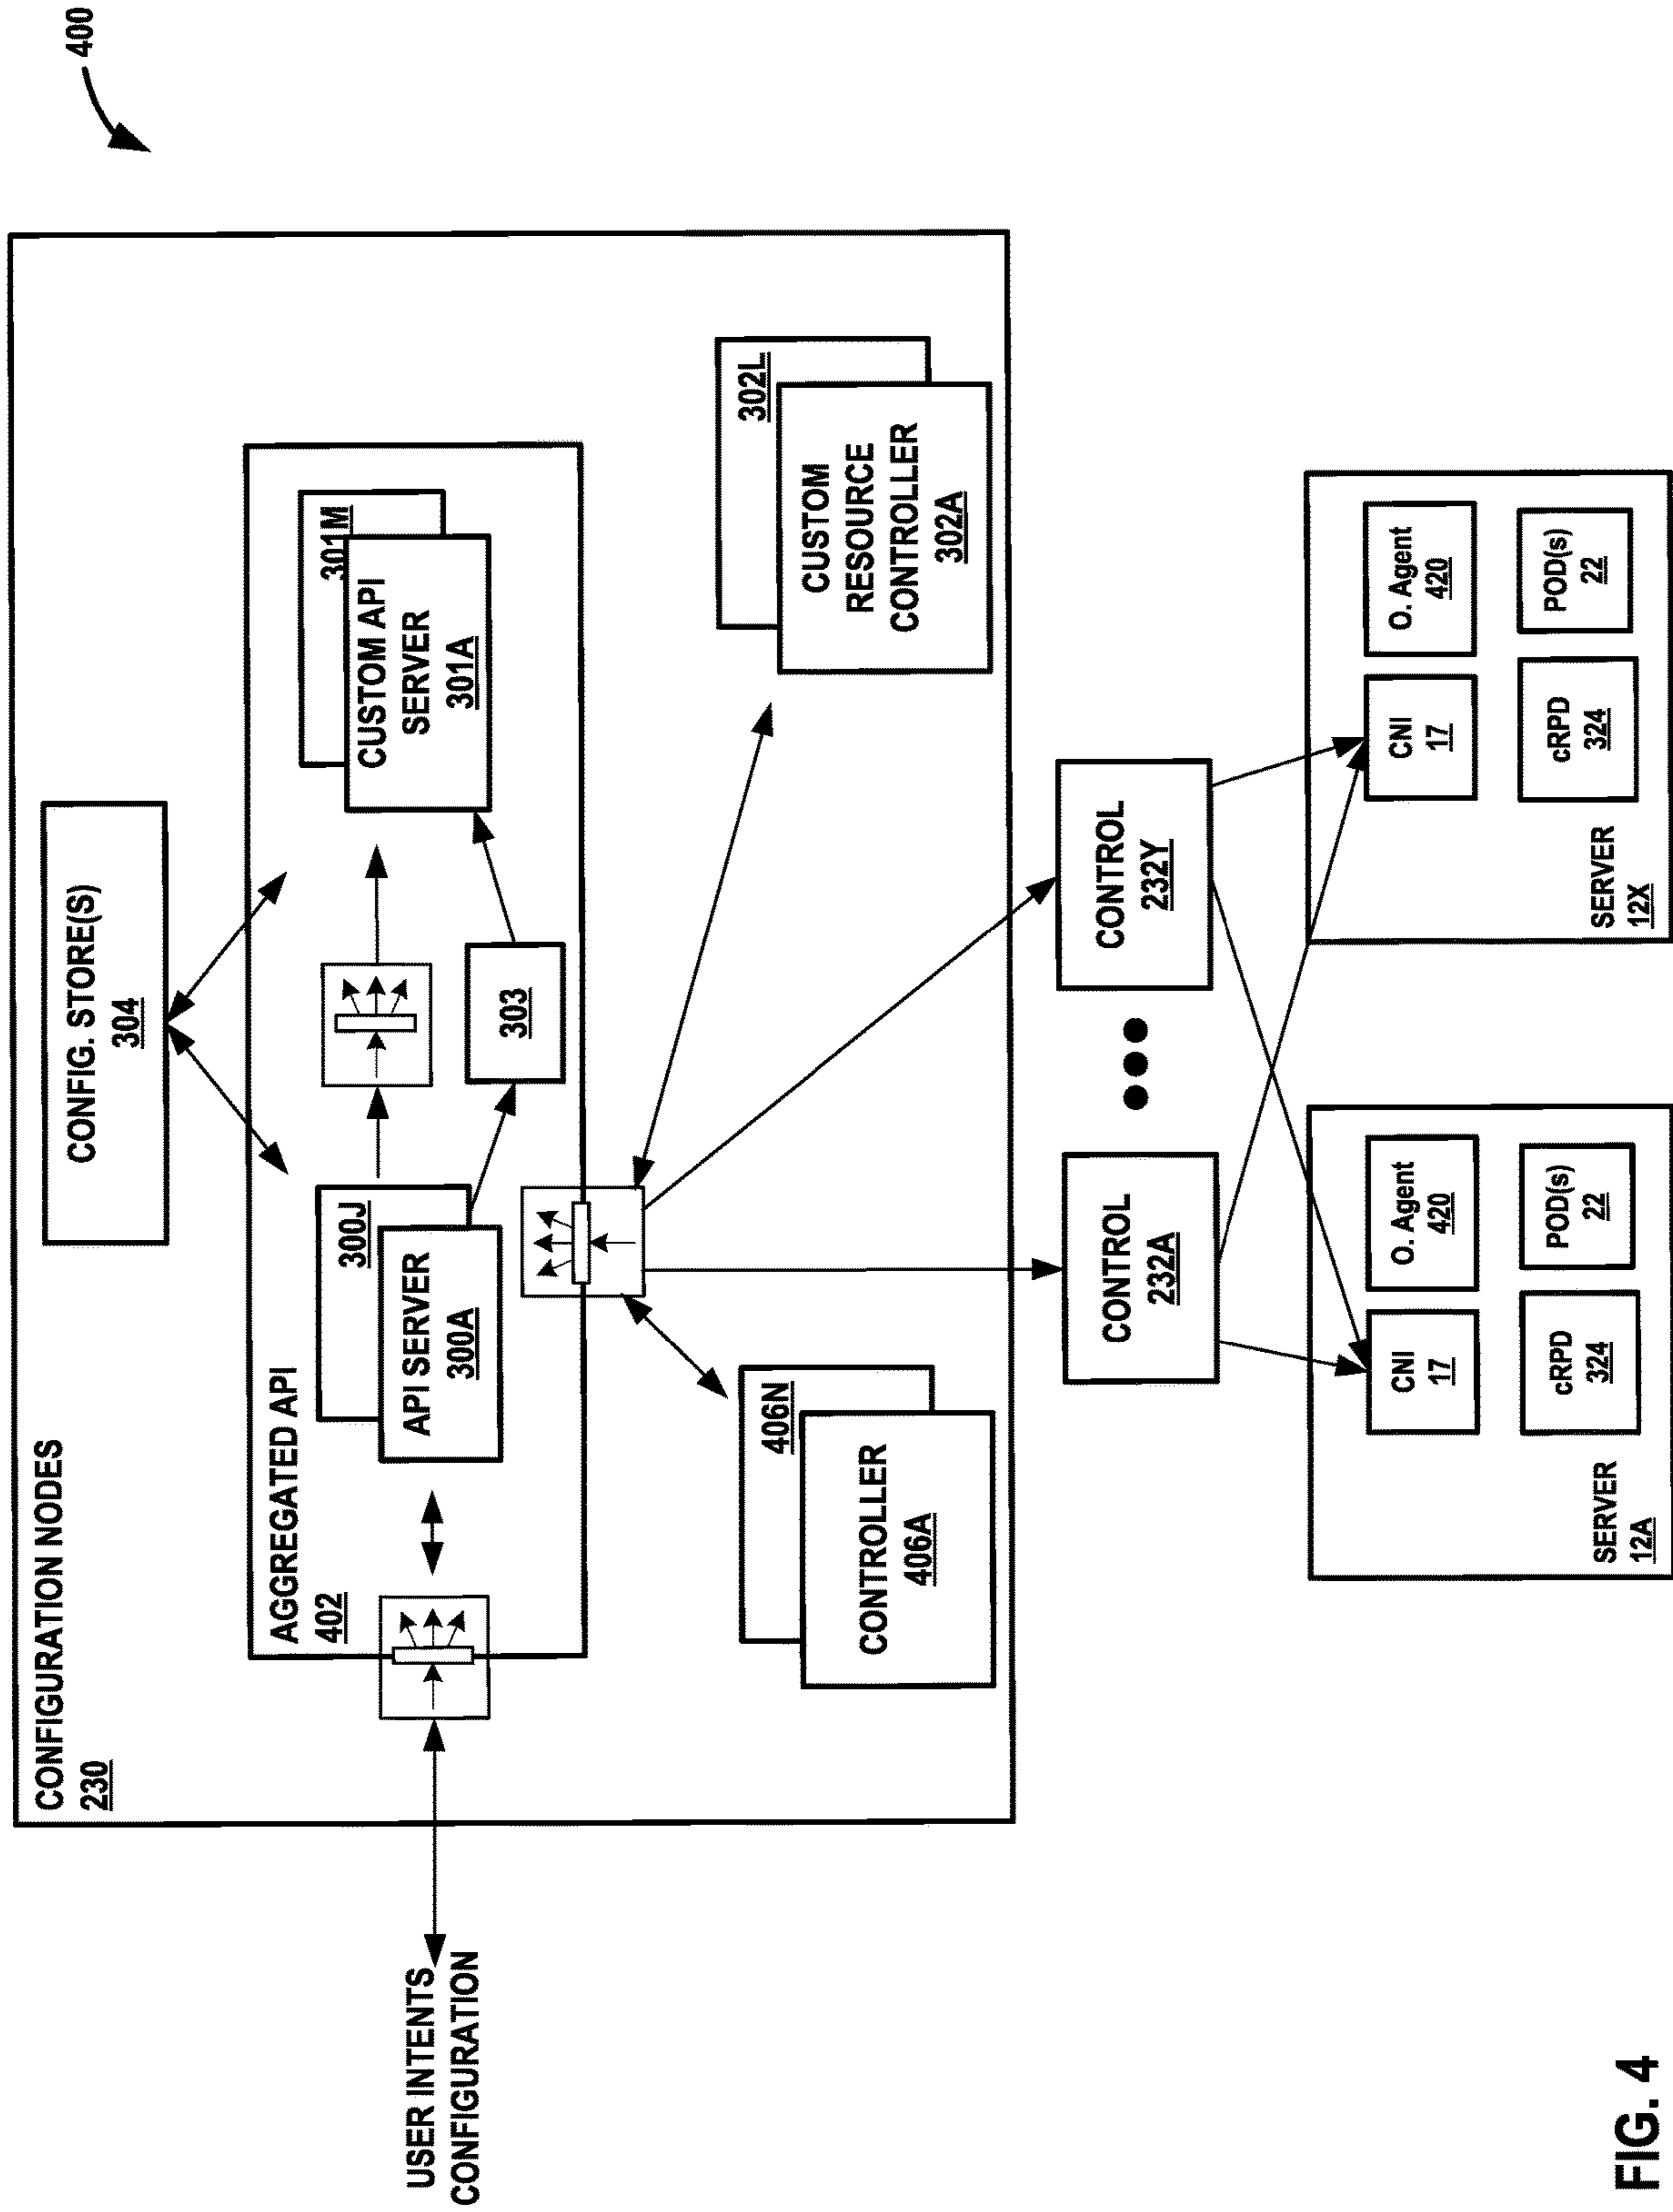 400
CONFIGURATION NODES
230
CONFIG. STORE(S)
304
AGGREGATED API
402
300J
API SERVER
300A
301M
CUSTOM API
SERVER
301A
303
USER INTENTS
CONFIGURATION
406N
CONTROLLER
406A
302L
CUSTOM
RESOURCE
CONTROLLER
302A
CONTROL
232A
CONTROL
232Y
SERVER
12A
CNI
17
O. Agent
420
cRPD
324
POD(s)
22
SERVER
12X
CNI
17
O. Agent
420
cRPD
324
POD(s)
22
FIG. 4